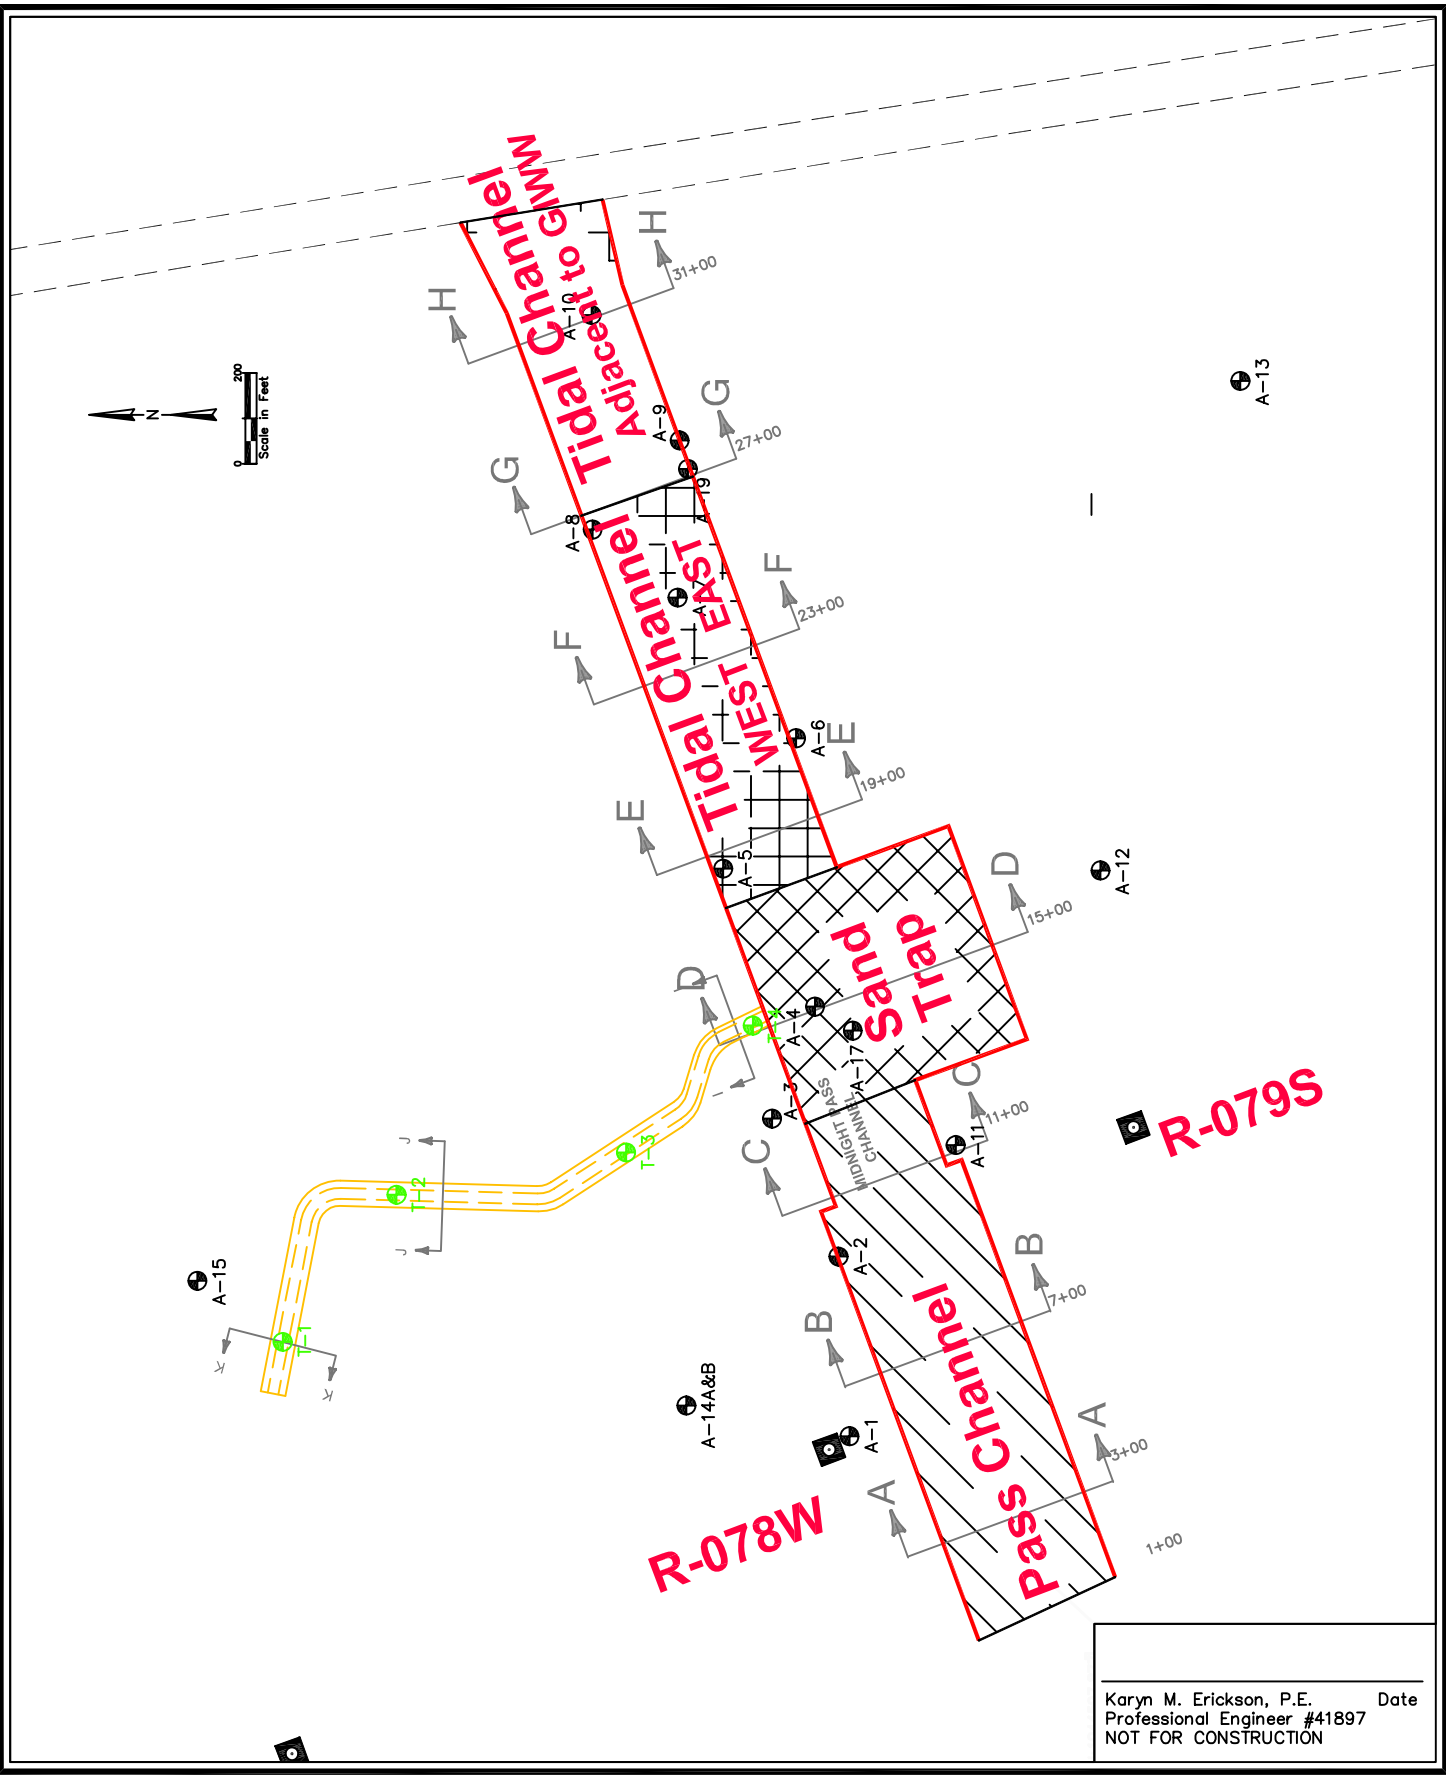 Tidal Channel
Adjacent to GIWW
H
H
31+00
A-10
N
0
200
Scale in Feet
A-13
G
G
27+00
A-9
A-19
A-8
Tidal Channel
WEST EAST
A-7
F
F
23+00
A-6
E
E
19+00
A-5
A-12
Sand
Trap
D
D
15+00
I
I
T-4
A-4
A-17
A-3
MIDNIGHT PASS
CHANNEL
C
C
11+00
A-11
R-079S
J
J
T-3
T-2
A-15
T-1
K
K
A-2
B
B
7+00
Pass Channel
A-14A&B
A-1
R-078W
A
A
3+00
1+00
Karyn M. Erickson, P.E. Date
Professional Engineer #41897
NOT FOR CONSTRUCTION